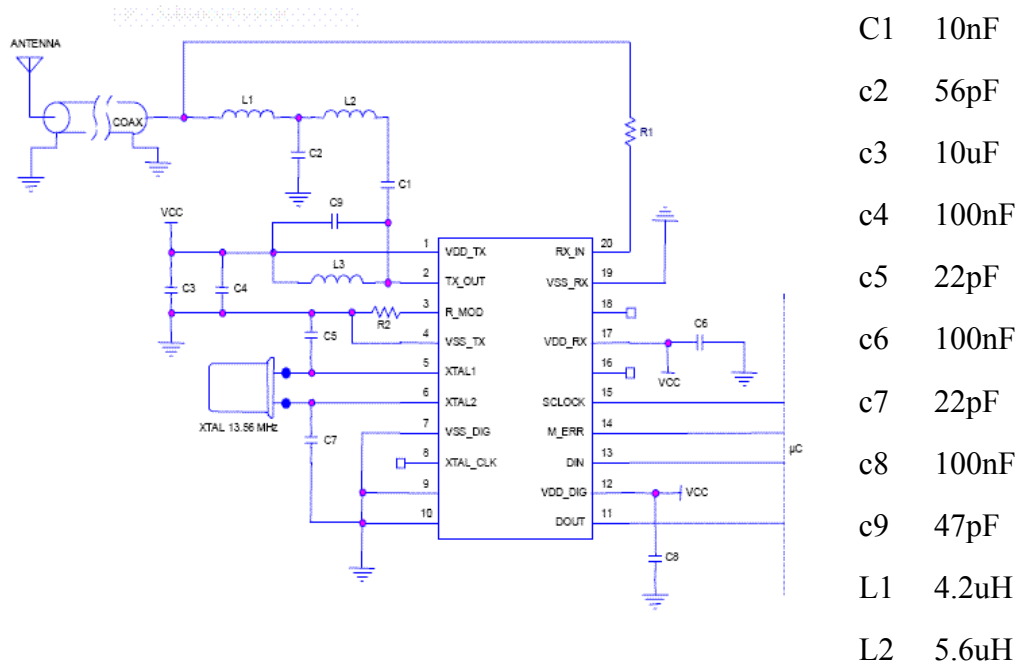 ANTENNA
COAX
L1
L2
C2
C1
R1
C9
VCC
L3
C3
C4
R2
C5
XTAL 13.56 MHz
C7
1 VDD_TX
2 TX_OUT
3 R_MOD
4 VSS_TX
5 XTAL1
6 XTAL2
7 VSS_DIG
8 XTAL_CLK
9
10
RX_IN 20
VSS_RX 19
18
VDD_RX 17
16
SCLOCK 15
M_ERR 14
DIN 13
VDD_DIG 12
DOUT 11
C6
VCC
µC
VCC
C8
C1 10nF
c2 56pF
c3 10uF
c4 100nF
c5 22pF
c6 100nF
c7 22pF
c8 100nF
c9 47pF
L1 4.2uH
L2 5.6uH